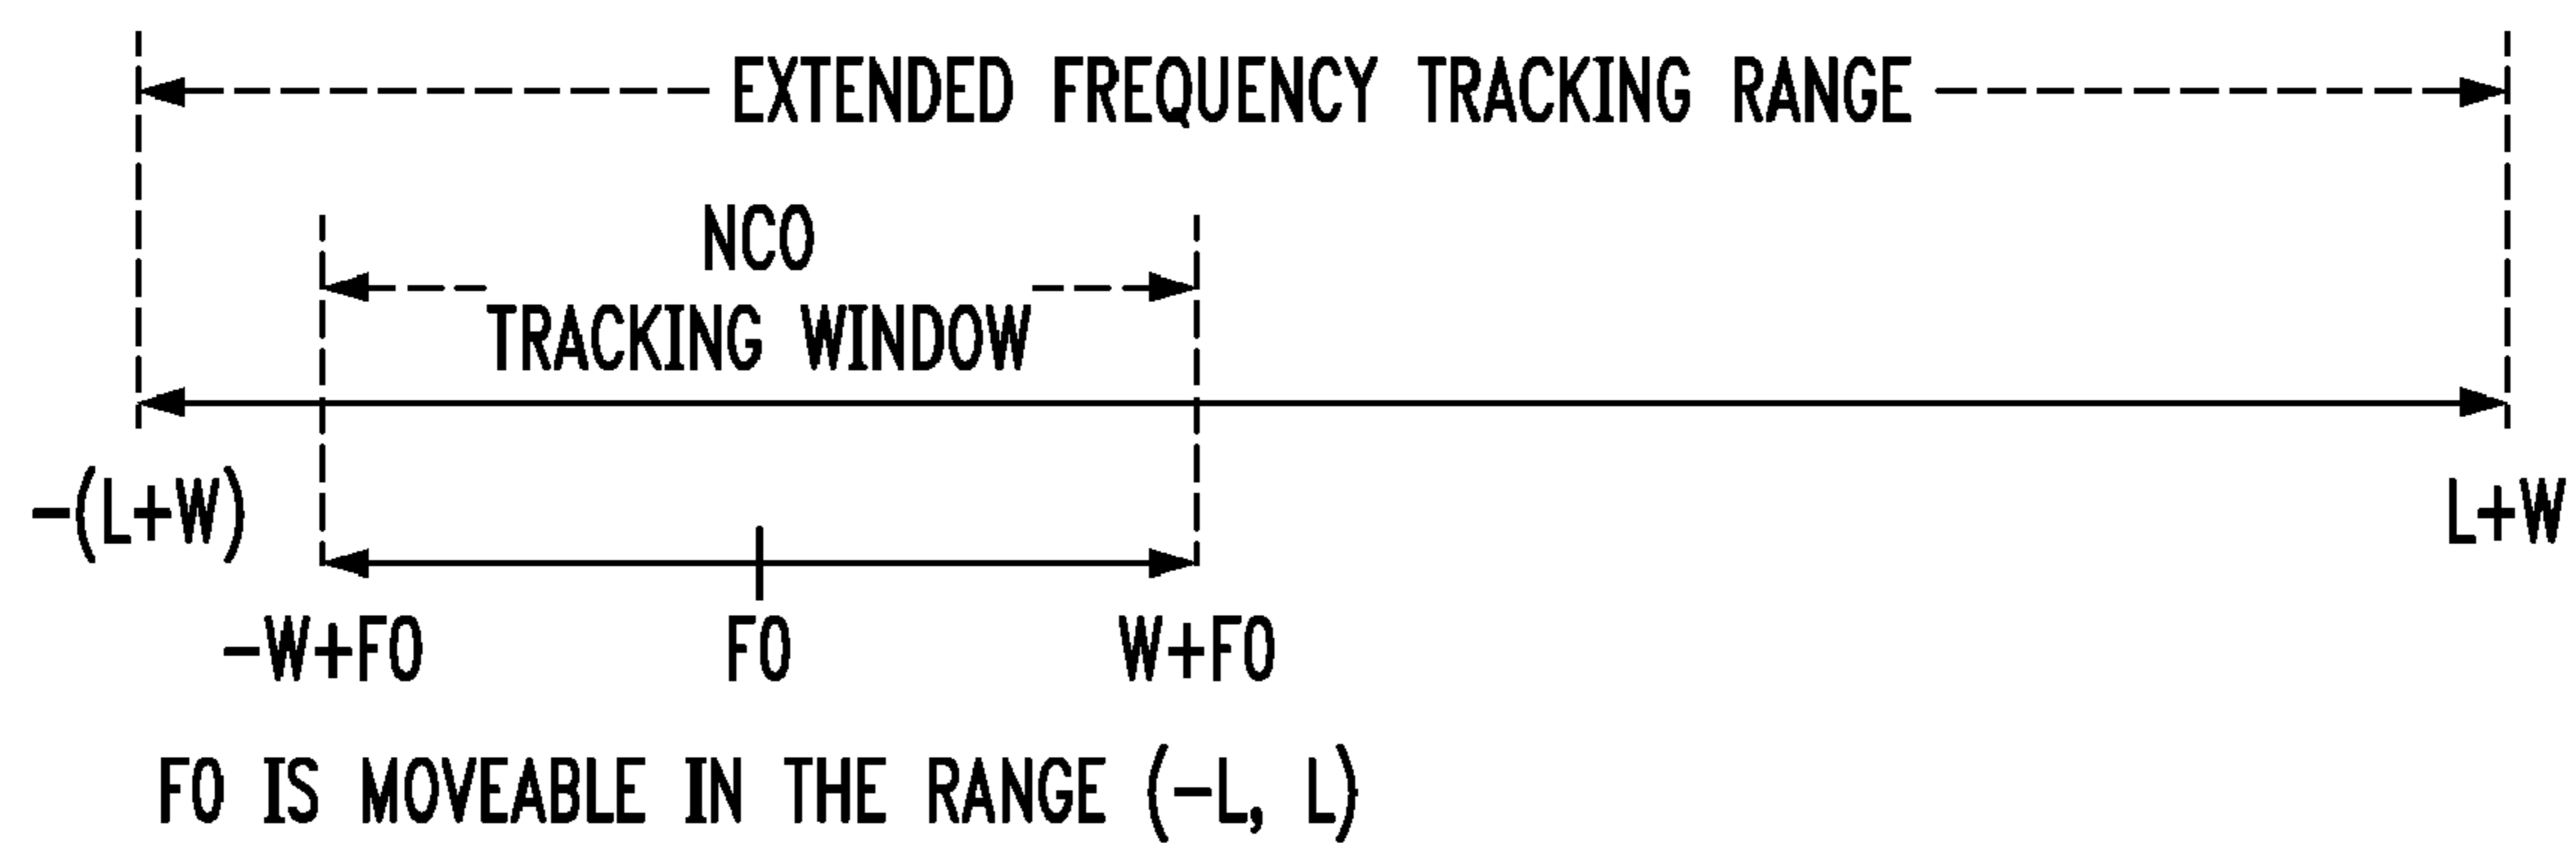 EXTENDED FREQUENCY TRACKING RANGE
NCO
TRACKING WINDOW
-(L+W)
L+W
-W+F0
F0
W+F0
F0 IS MOVEABLE IN THE RANGE (-L, L)